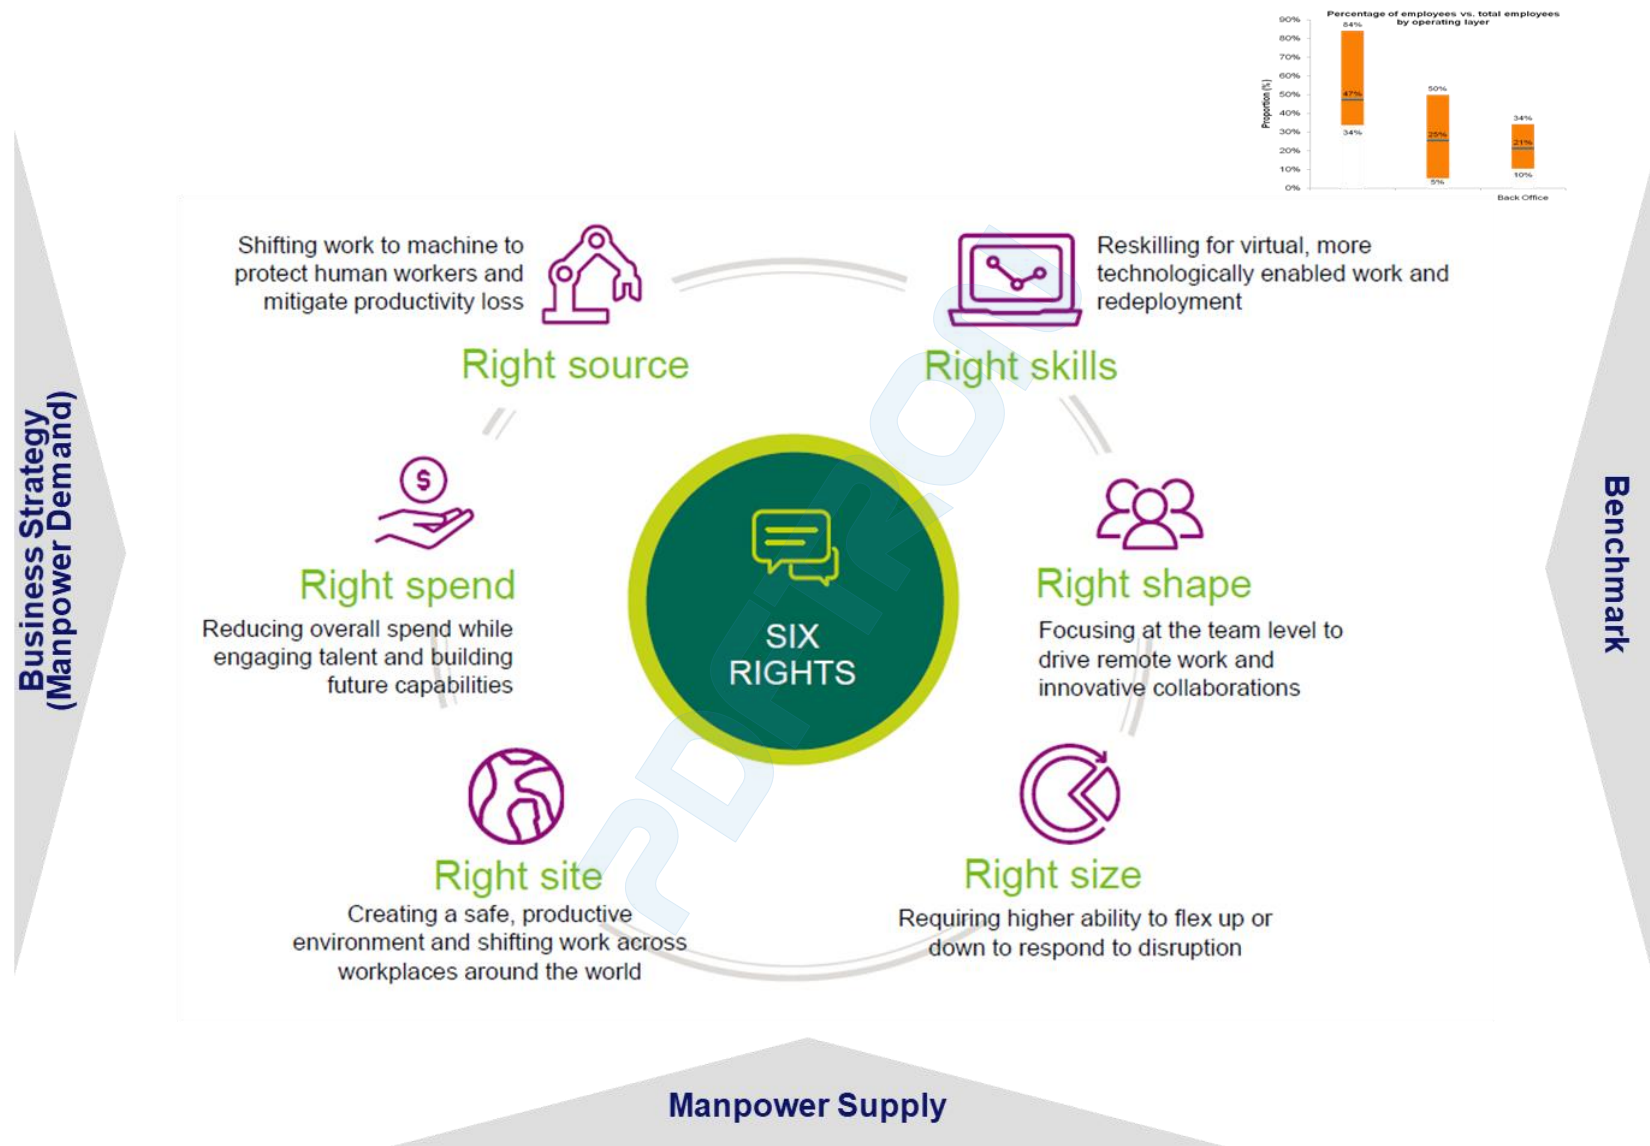 Percentage of employees vs. total employees
by operating layer
Proportion (%)
90%
80%
70%
60%
50%
40%
30%
20%
10%
0%
84%
47%
34%
50%
25%
5%
34%
21%
10%
Back Office
Business Strategy
(Manpower Demand)
Shifting work to machine to
protect human workers and
mitigate productivity loss
Right source
Reskilling for virtual, more
technologically enabled work and
redeployment
Right skills
$
Right spend
Reducing overall spend while
engaging talent and building
future capabilities
SIX
RIGHTS
Right shape
Focusing at the team level to
drive remote work and
innovative collaborations
Right site
Creating a safe, productive
environment and shifting work across
workplaces around the world
Right size
Requiring higher ability to flex up or
down to respond to disruption
Benchmark
Manpower Supply
PDFTRON